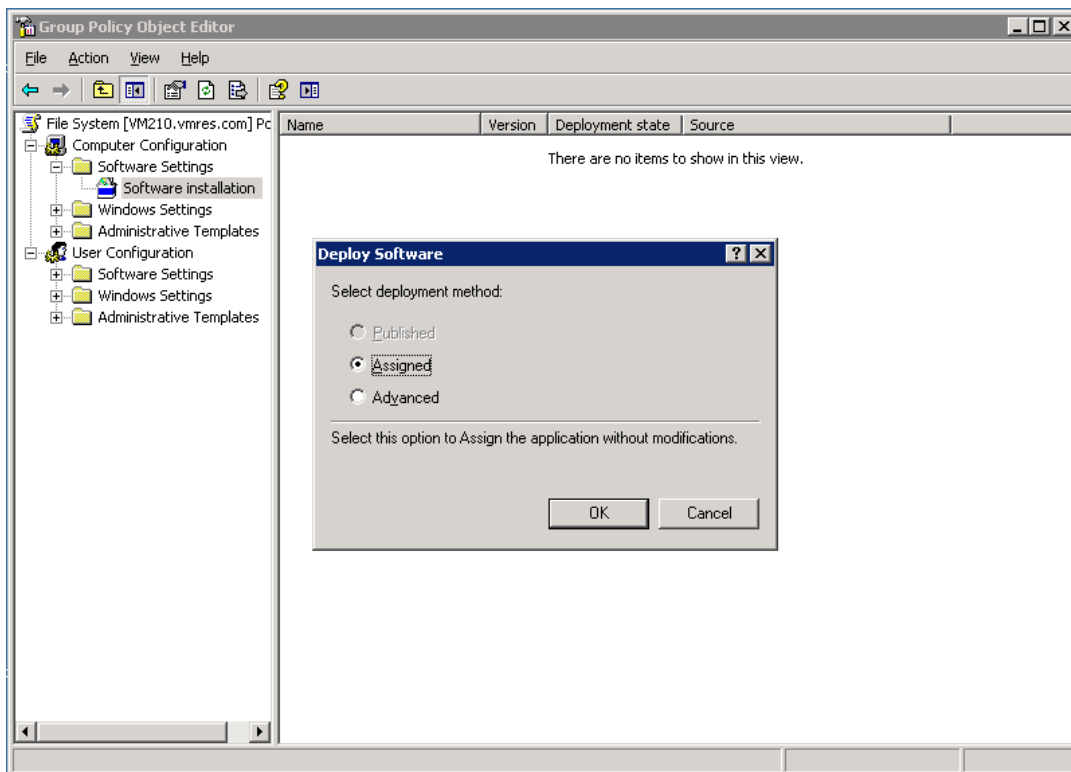 Group Policy Object Editor
File Action View Help
File System [VM210.vmres.com] Pc
Computer Configuration
Software Settings
Software installation
Windows Settings
Administrative Templates
User Configuration
Software Settings
Windows Settings
Administrative Templates
Name Version Deployment state Source
There are no items to show in this view.
Deploy Software
Select deployment method:
Published
Assigned
Advanced
Select this option to Assign the application without modifications.
OK Cancel